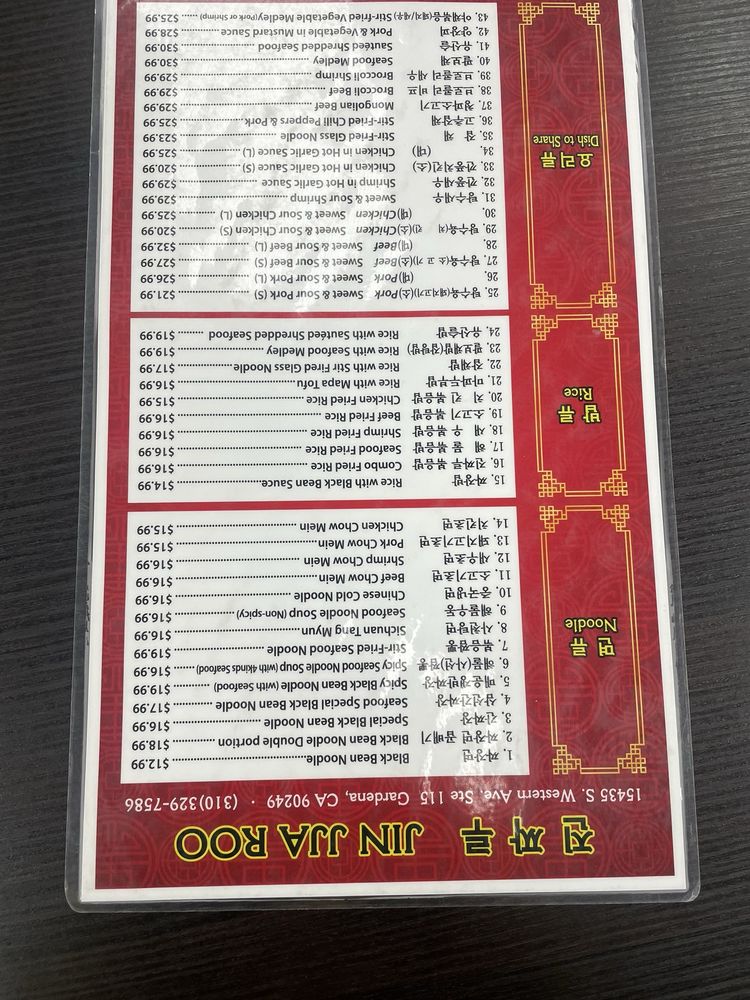 진짜루 JIN JJA ROO
15435 S. Western Ave. Ste 115 Gardena, CA 90249 · (310)329-7586
면류
Noodle
1. 짜장면 Black Bean Noodle $12.99
2. 짜장면 곱배기 Black Bean Noodle Double portion $18.99
3. 간짜장 Special Black Bean Noodle $16.99
4. 삼선간짜장 Seafood Special Black Bean Noodle $17.99
5. 매운쟁반짜장 Spicy Black Bean Noodle (with Seafood) $19.99
6. 해물(사선)짬뽕 Spicy Seafood Noodle Soup (with 5kinds Seafood) $16.99
7. 볶음짬뽕 Stir-Fried Seafood Noodle $19.99
8. 사천탕면 Sichuan Tang Myun $16.99
9. 해물우동 Seafood Noodle Soup (Non-spicy) $16.99
10. 중국냉면 Chinese Cold Noodle $16.99
11. 소고기초면 Beef Chow Mein $16.99
12. 새우초면 Shrimp Chow Mein $16.99
13. 돼지고기초면 Pork Chow Mein $15.99
14. 치킨초면 Chicken Chow Mein $15.99
밥류
Rice
15. 짜장밥 Rice with Black Bean Sauce $14.99
16. 진짜루볶음밥 Combo Fried Rice $16.99
17. 해물볶음밥 Seafood Fried Rice $16.99
18. 새우볶음밥 Shrimp Fried Rice $16.99
19. 소고기볶음밥 Beef Fried Rice $16.99
20. 치킨볶음밥 Chicken Fried Rice $15.99
21. 마파두부밥 Rice with Mapa Tofu $16.99
22. 잡채밥 Rice with Stir Fired Glass Noodle $17.99
23. 팔보채밥(잡탕밥) Rice with Seafood Medley $19.99
24. 유산슬밥 Rice with Sautéed Shredded Seafood $19.99
요리류
Dish to Share
25. 탕수육(돼지고기)(소)Pork Sweet & Sour Pork (S) $21.99
26. (대)Pork Sweet & Sour Pork (L) $26.99
27. 탕수육(소고기)(소)Beef Sweet & Sour Beef (S) $27.99
28. (대)Beef Sweet & Sour Beef (L) $32.99
29. 탕수육(치킨)(소)Chicken Sweet & Sour Chicken (S) $20.99
30. (대)Chicken Sweet & Sour Chicken (L) $25.99
31. 탕수새우 Sweet & Sour Shrimp $29.99
32. 깐풍새우 Shrimp in Hot Garlic Sauce $29.99
33. 깐풍치킨(소) Chicken in Hot Garlic Sauce (S) $20.99
34. (대) Chicken in Hot Garlic Sauce (L) $25.99
35. 잡채 Stir-Fried Glass Noodle $23.99
36. 고추잡채 Stir-Fried Chili Peppers & Pork $25.99
37. 몽골소고기 Mongolian Beef $29.99
38. 브로콜리 비프 Broccoli Beef $29.99
39. 브로콜리 새우 Broccoli Shrimp $29.99
40. 팔보채 Seafood Medley $30.99
41. 유산슬 Sautéed Shredded Seafood $30.99
42. 양장피 Pork & Vegetable in Mustard Sauce $28.99
43. 야채볶음(돼지/새우) Stir-fried Vegetable Medley(Pork or Shrimp) $25.99